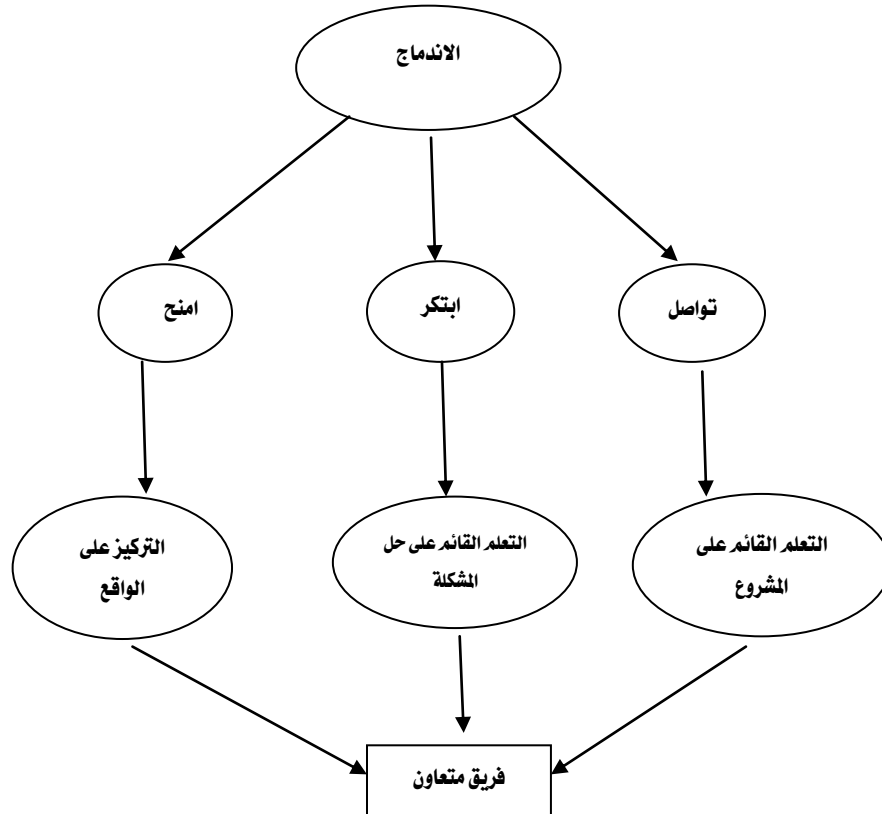 الاندماج
تواصل
ابتكر
امنح
التعلم القائم على
المشروع
التعلم القائم على حل
المشكلة
التركيز على
الواقع
فريق متعاون